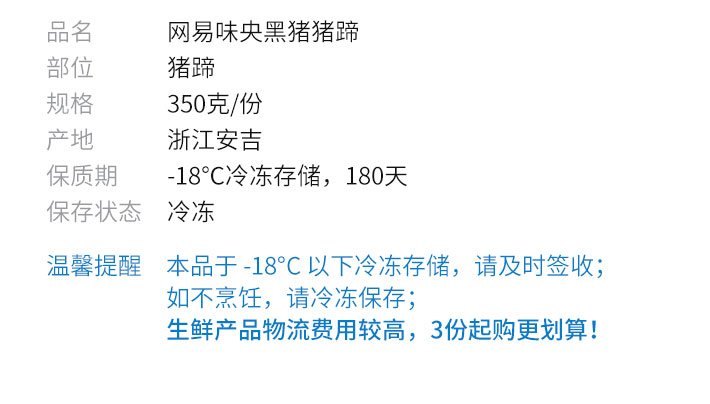 品名 网易味央黑猪猪蹄
部位 猪蹄
规格 350克/份
产地 浙江安吉
保质期 -18°C冷冻存储，180天
保存状态 冷冻
温馨提醒 本品于 -18°C 以下冷冻存储，请及时签收；
如不烹饪，请冷冻保存；
生鲜产品物流费用较高，3份起购更划算！